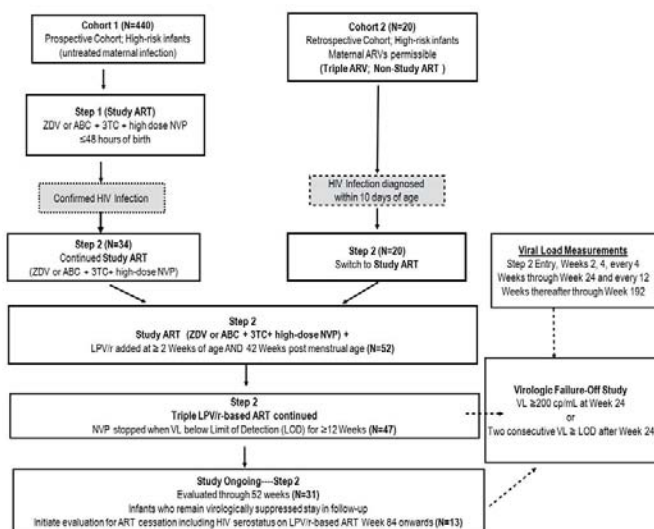 Cohort 1 (N=440)
Prospective Cohort; High-risk infants
(untreated maternal infection)
Cohort 2 (N=20)
Retrospective Cohort; High-risk infants
Maternal ARVs permissible
(Triple ARV; Non-Study ART )
Step 1 (Study ART)
ZDV or ABC + 3TC + high dose NVP
≤48 hours of birth
Confirmed HIV Infection
HIV Infection diagnosed
within 10 days of age
Step 2 (N=34)
Continued Study ART
(ZDV or ABC + 3TC+ high-dose NVP)
Step 2 (N=20)
Switch to Study ART
Viral Load Measurements
Step 2 Entry, Weeks 2, 4, every 4
Weeks through Week 24 and every 12
Weeks thereafter through Week 192
Step 2
Study ART (ZDV or ABC + 3TC+ high-dose NVP) +
LPV/r added at ≥ 2 Weeks of age AND 42 Weeks post menstrual age (N=52)
Virologic Failure-Off Study
VL ≥200 cp/mL at Week 24
or
Two consecutive VL ≥ LOD after Week 24
Step 2
Triple LPV/r-based ART continued
NVP stopped when VL below Limit of Detection (LOD) for ≥12 Weeks (N=47)
Study Ongoing----Step 2
Evaluated through 52 weeks (N=31)
Infants who remain virologically suppressed stay in follow-up
Initiate evaluation for ART cessation including HIV serostatus on LPV/r-based ART Week 84 onwards (N=13)